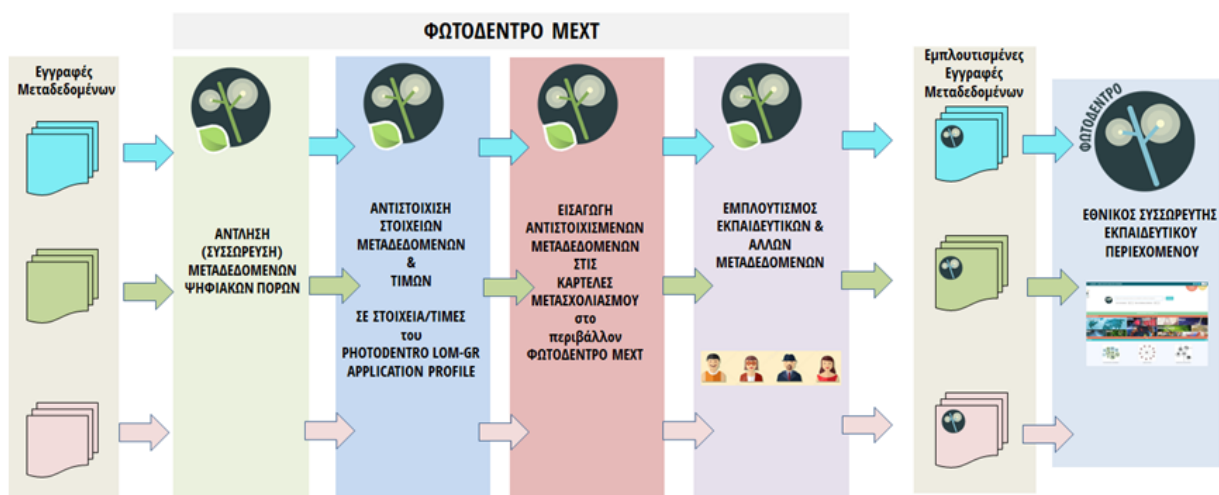 ΦΩΤΟΔΕΝΤΡΟ MEXT
Εγγραφές
Μεταδεδομένων
ΑΝΤΛΗΣΗ
(ΣΥΣΣΩΡΕΥΣΗ)
ΜΕΤΑΔΕΔΟΜΕΝΩΝ
ΨΗΦΙΑΚΩΝ ΠΟΡΩΝ
ΑΝΤΙΣΤΟΙΧΙΣΗ
ΣΤΟΙΧΕΙΩΝ
ΜΕΤΑΔΕΔΟΜΕΝΩΝ
&
ΤΙΜΩΝ
ΣΕ ΣΤΟΙΧΕΙΑ/ΤΙΜΕΣ
του
PHOTODENTRO LOM-GR
APPLICATION PROFILE
ΕΙΣΑΓΩΓΗ
ΑΝΤΙΣΤΟΙΧΙΣΜΕΝΩΝ
ΜΕΤΑΔΕΔΟΜΕΝΩΝ
ΣΤΙΣ
ΚΑΡΤΕΛΕΣ
ΜΕΤΑΣΧΟΛΙΑΣΜΟΥ
στο
περιβάλλον
ΦΩΤΟΔΕΝΤΡΟ MEXT
ΕΜΠΛΟΥΤΙΣΜΟΣ
ΕΚΠΑΙΔΕΥΤΙΚΩΝ &
ΑΛΛΩΝ
ΜΕΤΑΔΕΔΟΜΕΝΩΝ
Εμπλουτισμένες
Εγγραφές
Μεταδεδομένων
ΦΩΤΟΔΕΝΤΡΟ
ΕΘΝΙΚΟΣ ΣΥΣΣΩΡΕΥΤΗΣ
ΕΚΠΑΙΔΕΥΤΙΚΟΥ
ΠΕΡΙΕΧΟΜΕΝΟΥ